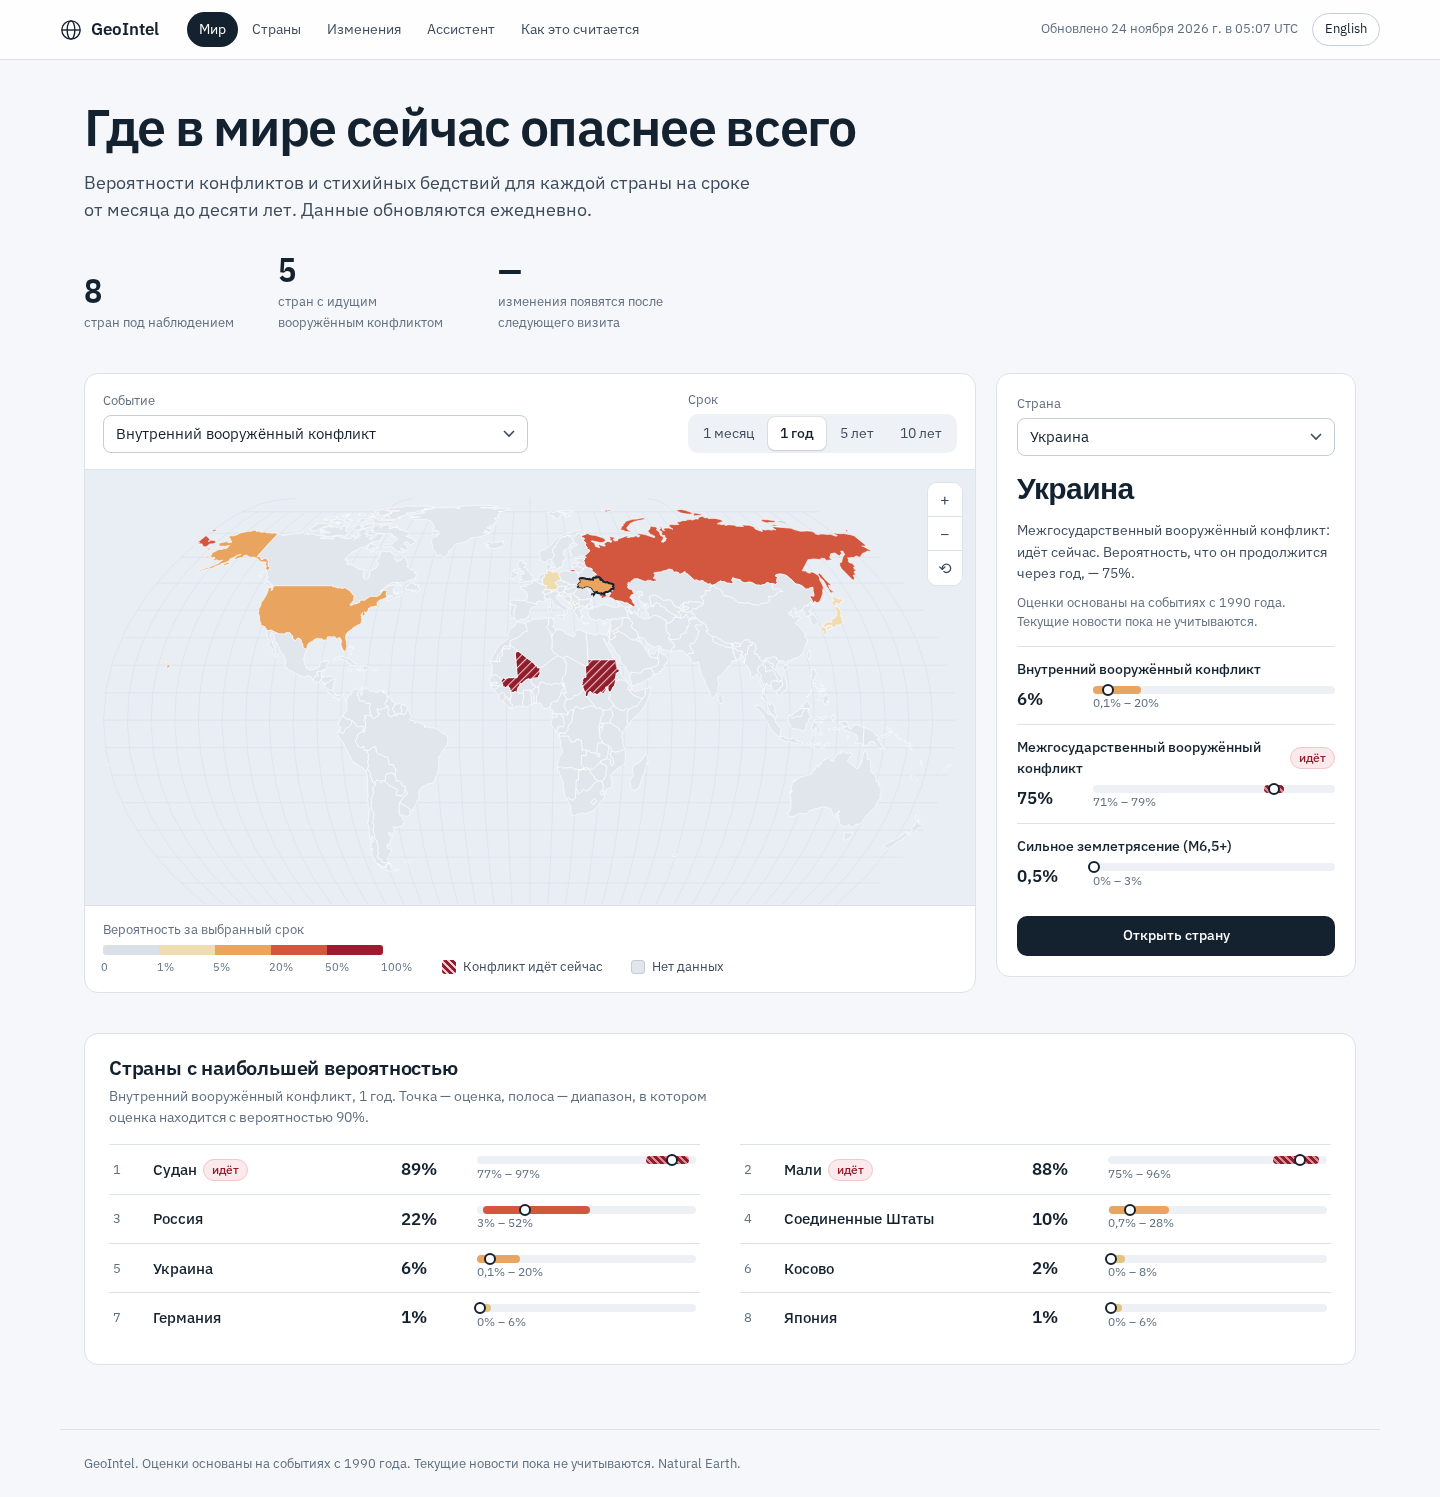 GeoIntel
Мир
Страны
Изменения
Ассистент
Как это считается
Обновлено 24 ноября 2026 г. в 05:07 UTC
English
Где в мире сейчас опаснее всего
Вероятности конфликтов и стихийных бедствий для каждой страны на сроке
от месяца до десяти лет. Данные обновляются ежедневно.
8
стран под наблюдением
5
стран с идущим
вооружённым конфликтом
—
изменения появятся после
следующего визита
Событие
Внутренний вооружённый конфликт
Срок
1 месяц
1 год
5 лет
10 лет
+
−
⟲
Вероятность за выбранный срок
0
1%
5%
20%
50%
100%
Конфликт идёт сейчас
Нет данных
Страна
Украина
Украина
Межгосударственный вооружённый конфликт:
идёт сейчас. Вероятность, что он продолжится
через год, — 75%.
Оценки основаны на событиях с 1990 года.
Текущие новости пока не учитываются.
Внутренний вооружённый конфликт
6%
0,1% – 20%
Межгосударственный вооружённый
конфликт
идёт
75%
71% – 79%
Сильное землетрясение (M6,5+)
0,5%
0% – 3%
Открыть страну
Страны с наибольшей вероятностью
Внутренний вооружённый конфликт, 1 год. Точка — оценка, полоса — диапазон, в котором
оценка находится с вероятностью 90%.
1 Судан идёт 89% 77% – 97%
2 Мали идёт 88% 75% – 96%
3 Россия 22% 3% – 52%
4 Соединенные Штаты 10% 0,7% – 28%
5 Украина 6% 0,1% – 20%
6 Косово 2% 0% – 8%
7 Германия 1% 0% – 6%
8 Япония 1% 0% – 6%
GeoIntel. Оценки основаны на событиях с 1990 года. Текущие новости пока не учитываются. Natural Earth.